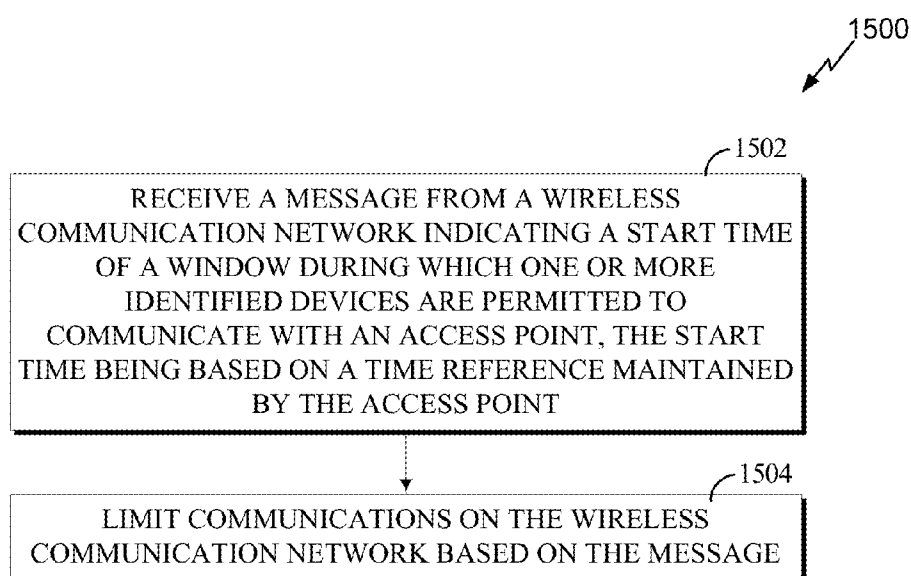 1500
1502
RECEIVE A MESSAGE FROM A WIRELESS
COMMUNICATION NETWORK INDICATING A START TIME
OF A WINDOW DURING WHICH ONE OR MORE
IDENTIFIED DEVICES ARE PERMITTED TO
COMMUNICATE WITH AN ACCESS POINT, THE START
TIME BEING BASED ON A TIME REFERENCE MAINTAINED
BY THE ACCESS POINT
1504
LIMIT COMMUNICATIONS ON THE WIRELESS
COMMUNICATION NETWORK BASED ON THE MESSAGE